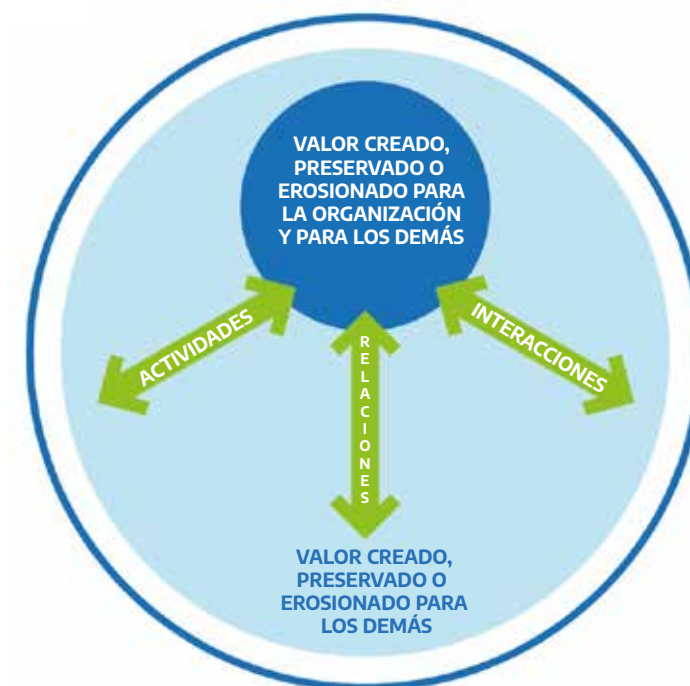 VALOR CREADO,
PRESERVADO O
EROSIONADO PARA
LA ORGANIZACIÓN
Y PARA LOS DEMÁS
ACTIVIDADES
RELACIONES
INTERACCIONES
VALOR CREADO,
PRESERVADO O
EROSIONADO PARA
LOS DEMÁS